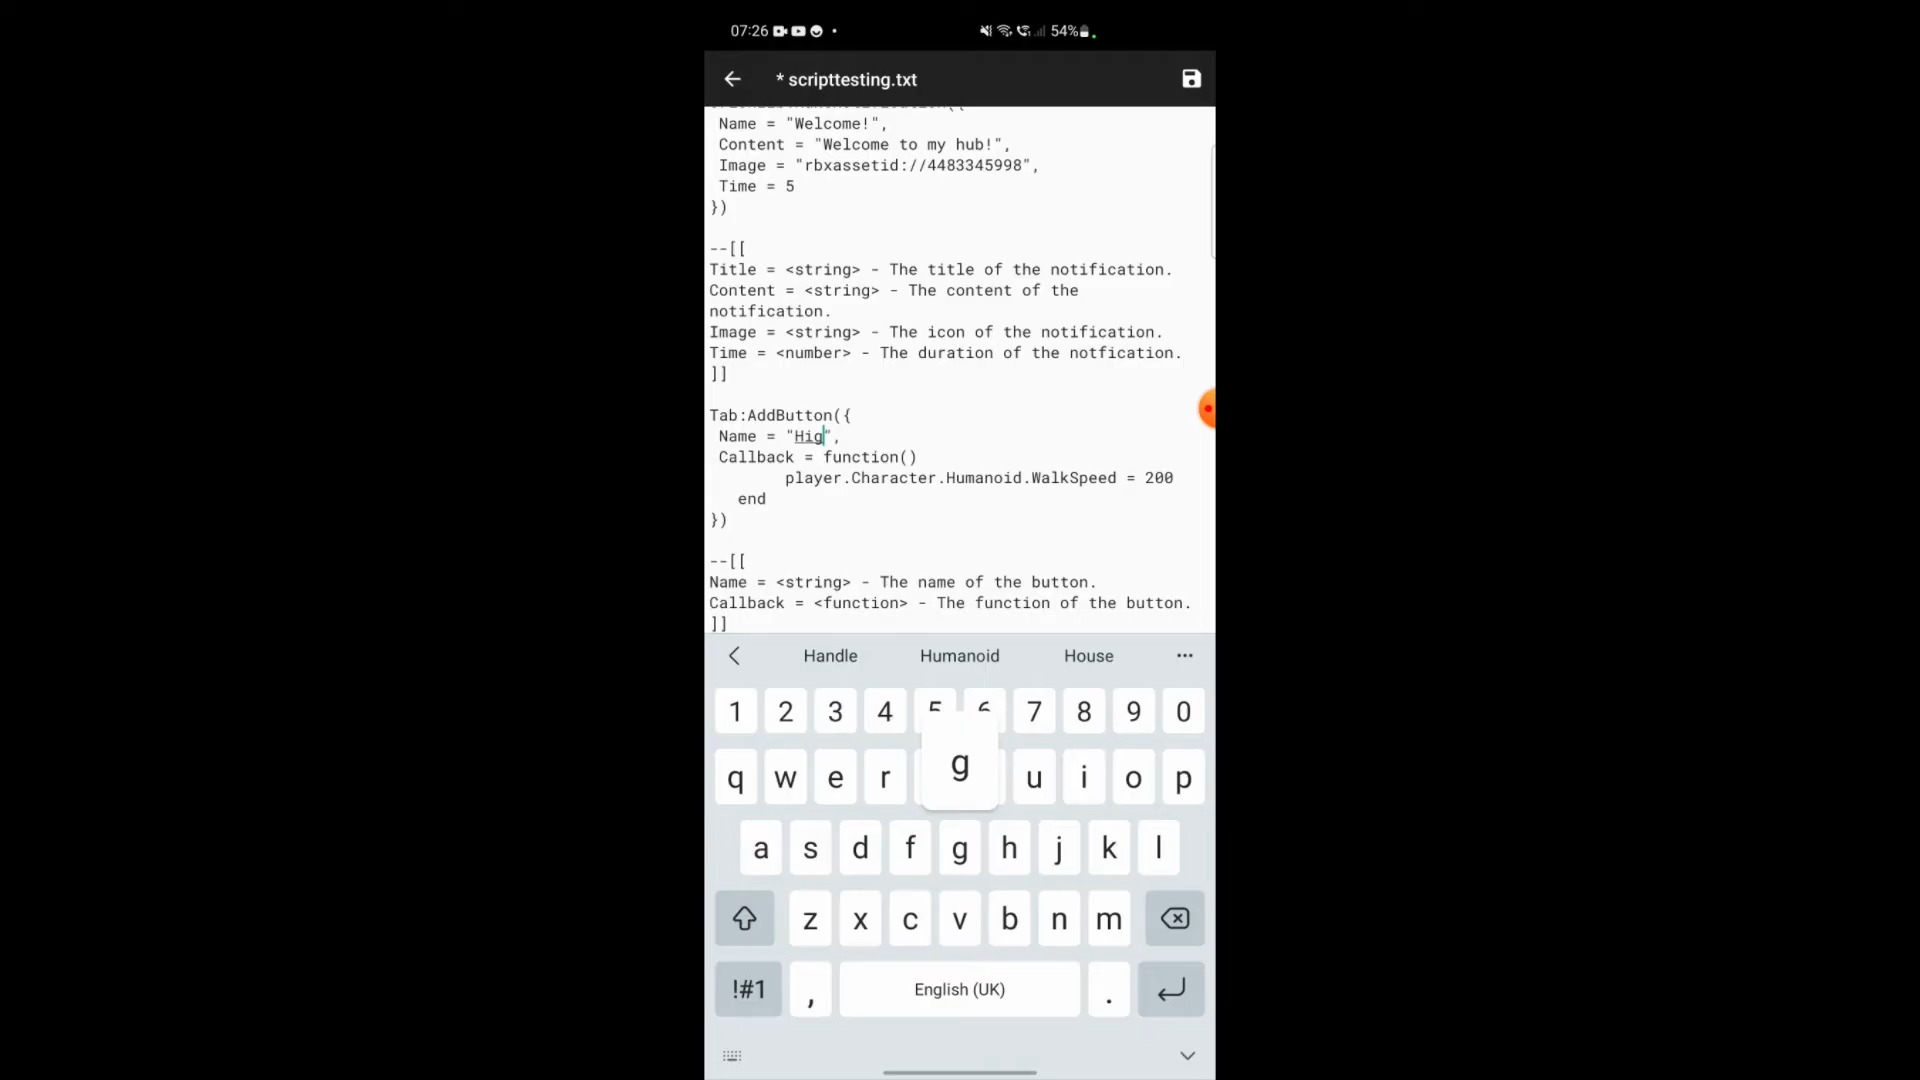 07:26 54%
* scripttesting.txt
Name = "Welcome!",
Content = "Welcome to my hub!",
Image = "rbxassetid://4483345998",
Time = 5
})
--[[
Title = <string> - The title of the notification.
Content = <string> - The content of the
notification.
Image = <string> - The icon of the notification.
Time = <number> - The duration of the notfication.
]]
Tab:AddButton({
Name = "Hig",
Callback = function()
player.Character.Humanoid.WalkSpeed = 200
end
})
--[[
Name = <string> - The name of the button.
Callback = <function> - The function of the button.
]]
Handle Humanoid House
1 2 3 4 5 6 7 8 9 0
q w e r g u i o p
a s d f g h j k l
z x c v b n m
!#1 , English (UK) .